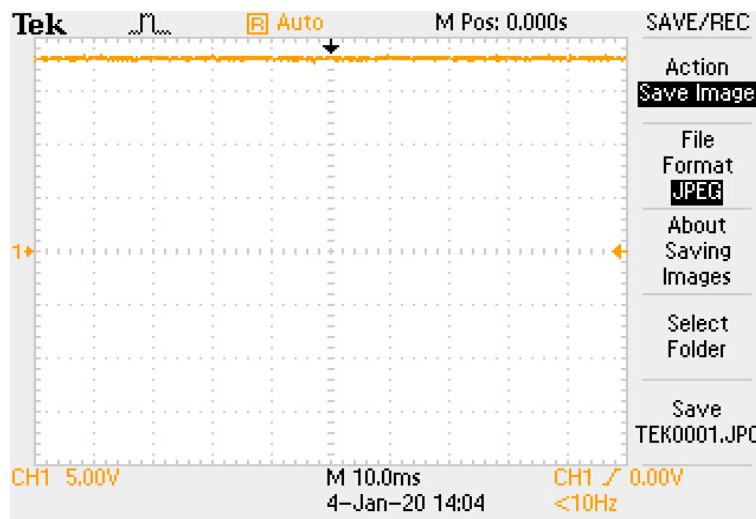 Tek
R Auto
M Pos: 0.000s
SAVE/REC
Action
Save Image
File
Format
JPEG
About
Saving
Images
Select
Folder
Save
TEK0001.JPG
1
CH1 5.00V
M 10.0ms
CH1 0.00V
4-Jan-20 14:04
<10Hz